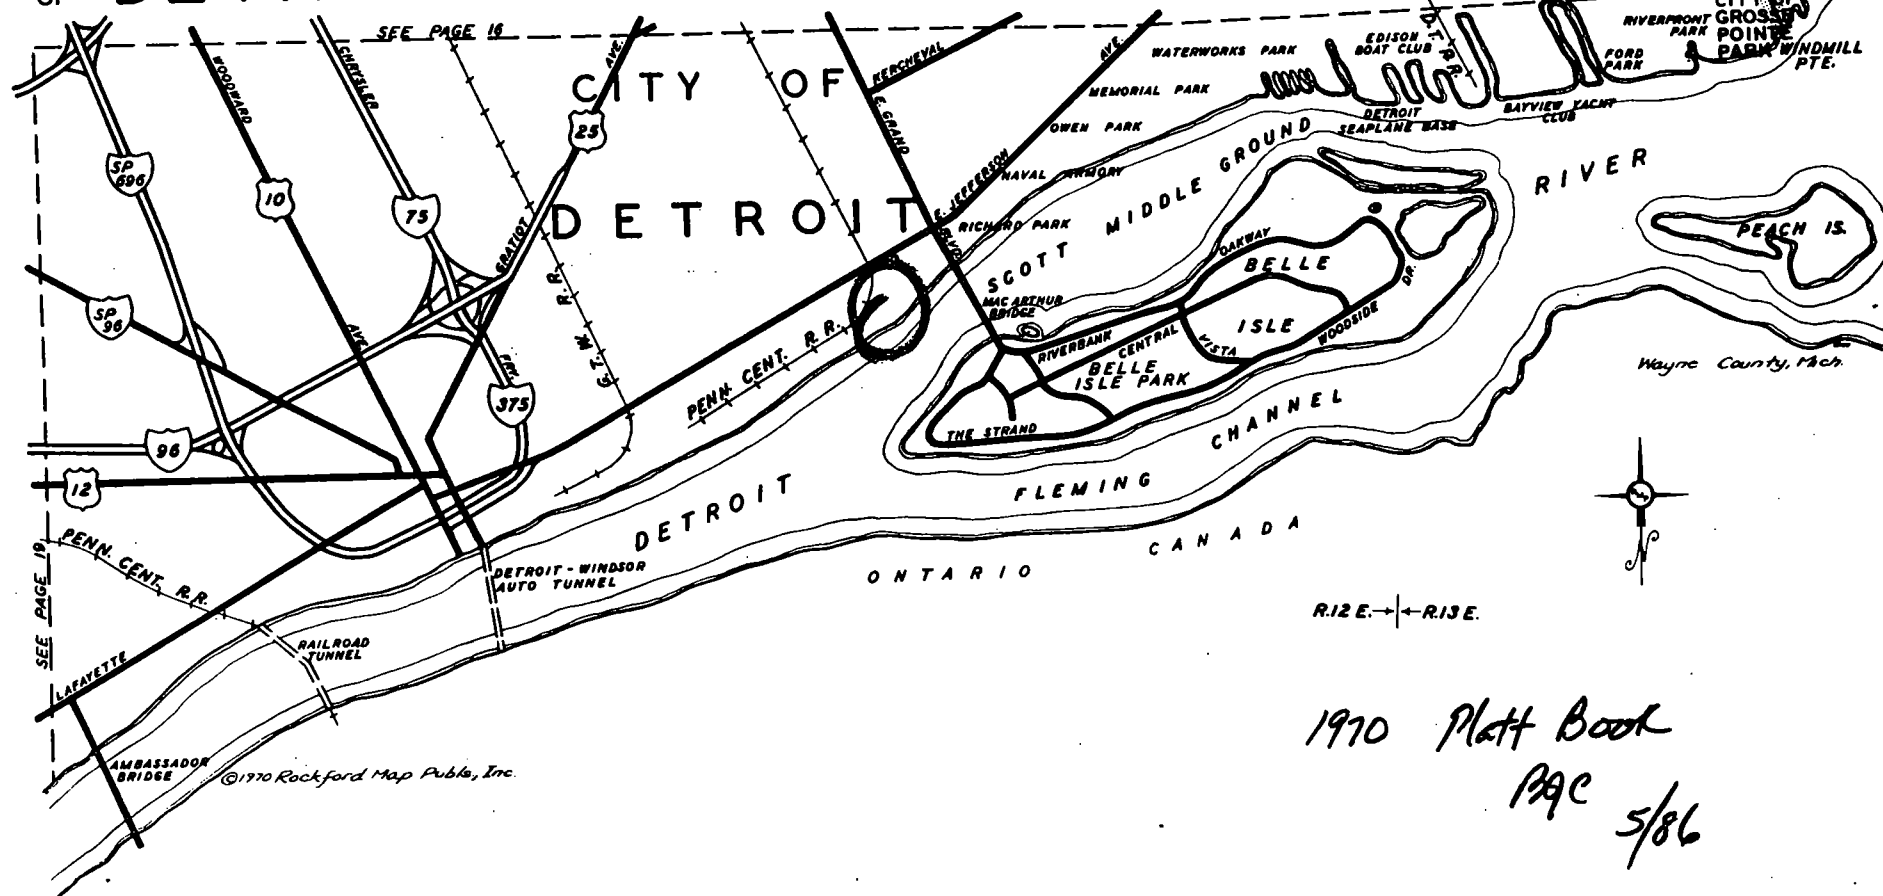 SEE PAGE 16
CITY OF
DETROIT
WOODWARD
AVE.
CHRYSLER
FRY.
GRATIOT
AVE.
KERCHEVAL
E. GRAND
BLVD.
E. JEFFERSON
AVE.
SP 696
10
75
25
SP 96
96
12
375
G. T. W. R. R.
D. T. R.R.
PENN CENT. R. R.
WATERWORKS PARK
EDISON
BOAT CLUB
RIVERFRONT
PARK
CITY OF
GROSSE
POINTE
PARK
WINDMILL
PTE.
FORD
PARK
MEMORIAL PARK
OWEN PARK
DETROIT
SEAPLANE BASE
BAYVIEW YACHT
CLUB
NAVAL ARMORY
RICHARD PARK
SCOTT MIDDLE GROUND
RIVER
PEACH IS.
MAC ARTHUR
BRIDGE
OAKWAY
BELLE
ISLE
DR.
WOODSIDE
VISTA
RIVERBANK
CENTRAL
BELLE
ISLE PARK
THE STRAND
Wayne County, Mich.
DETROIT
FLEMING CHANNEL
CANADA
ONTARIO
N
SEE PAGE 19
PENN. CENT. R.R.
DETROIT-WINDSOR
AUTO TUNNEL
RAILROAD
TUNNEL
LAFAYETTE
AMBASSADOR
BRIDGE
©1970 Rockford Map Publs, Inc.
R.12 E. R.13 E.
1970 Platt Book
5/86